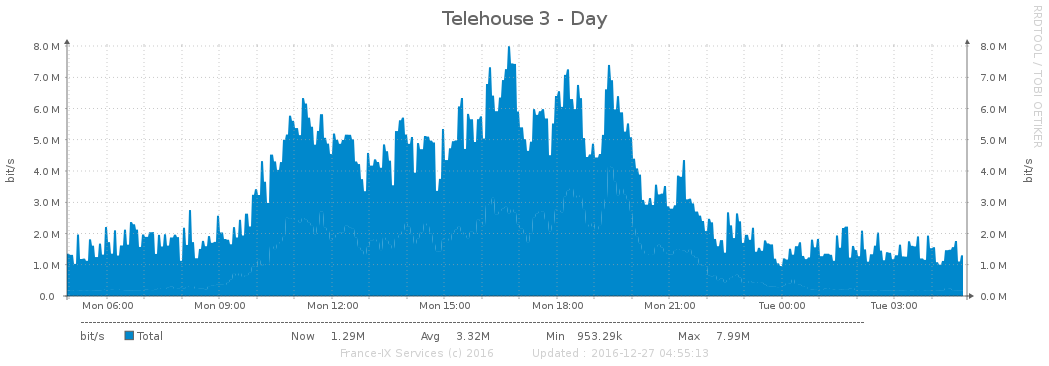 Telehouse 3 - Day
RRDTOOL / TOBI OETIKER
bit/s
8.0 M
7.0 M
6.0 M
5.0 M
4.0 M
3.0 M
2.0 M
1.0 M
0.0
8.0 M
7.0 M
6.0 M
5.0 M
4.0 M
3.0 M
2.0 M
1.0 M
0.0 M
bit/s
Mon 06:00 Mon 09:00 Mon 12:00 Mon 15:00 Mon 18:00 Mon 21:00 Tue 00:00 Tue 03:00
bit/s Total Now 1.29M Avg 3.32M Min 953.29k Max 7.99M
France-IX Services (c) 2016 Updated : 2016-12-27 04:55:13